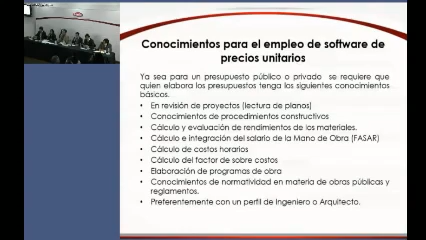 Conocimientos para el empleo de software de
precios unitarios
Ya sea para un presupuesto público o privado se requiere que
quien elabora los presupuestos tenga los siguientes conocimientos
básicos.
• En revisión de proyectos (lectura de planos)
• Conocimientos de procedimientos constructivos
• Cálculo y evaluación de rendimientos de los materiales.
• Cálculo e integración del salario de la Mano de Obra (FASAR)
• Cálculo de costos horarios
• Cálculo del factor de sobre costos
• Elaboración de programas de obra
• Conocimientos de normatividad en materia de obras públicas y
reglamentos.
• Preferentemente con un perfil de Ingeniero o Arquitecto.